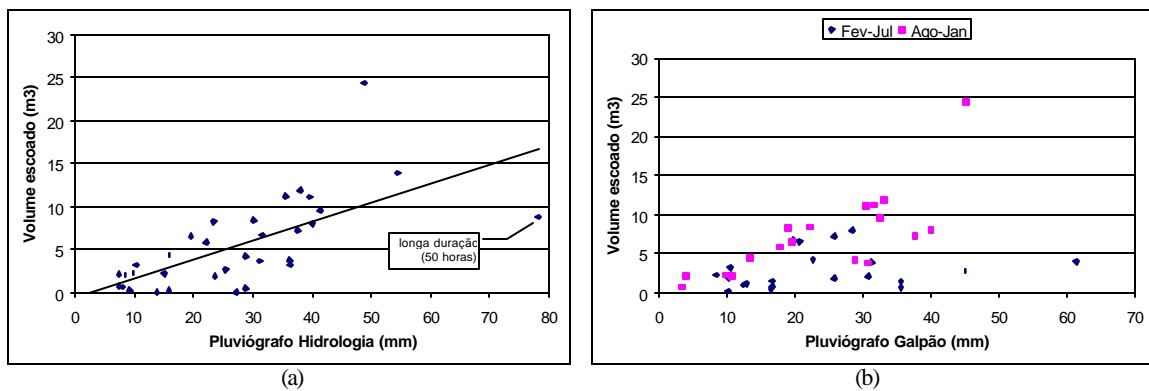 30
25
20
15
10
5
0
Volume escoado (m3)
longa duração
(50 horas)
0 10 20 30 40 50 60 70 80
Pluviógrafo Hidrologia (mm)
(a)
Fev-Jul Ago-Jan
30
25
20
15
10
5
0
Volume escoado (m3)
0 10 20 30 40 50 60 70
Pluviógrafo Galpão (mm)
(b)